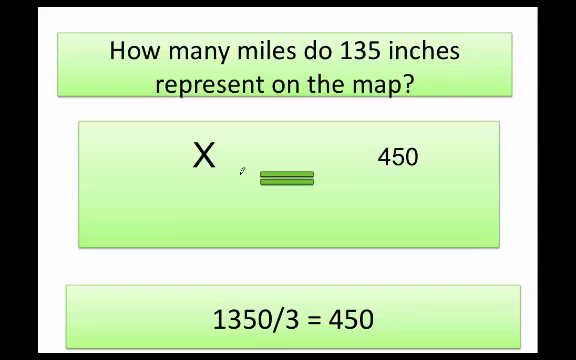 How many miles do 135 inches
represent on the map?
X = 450
1350/3 = 450